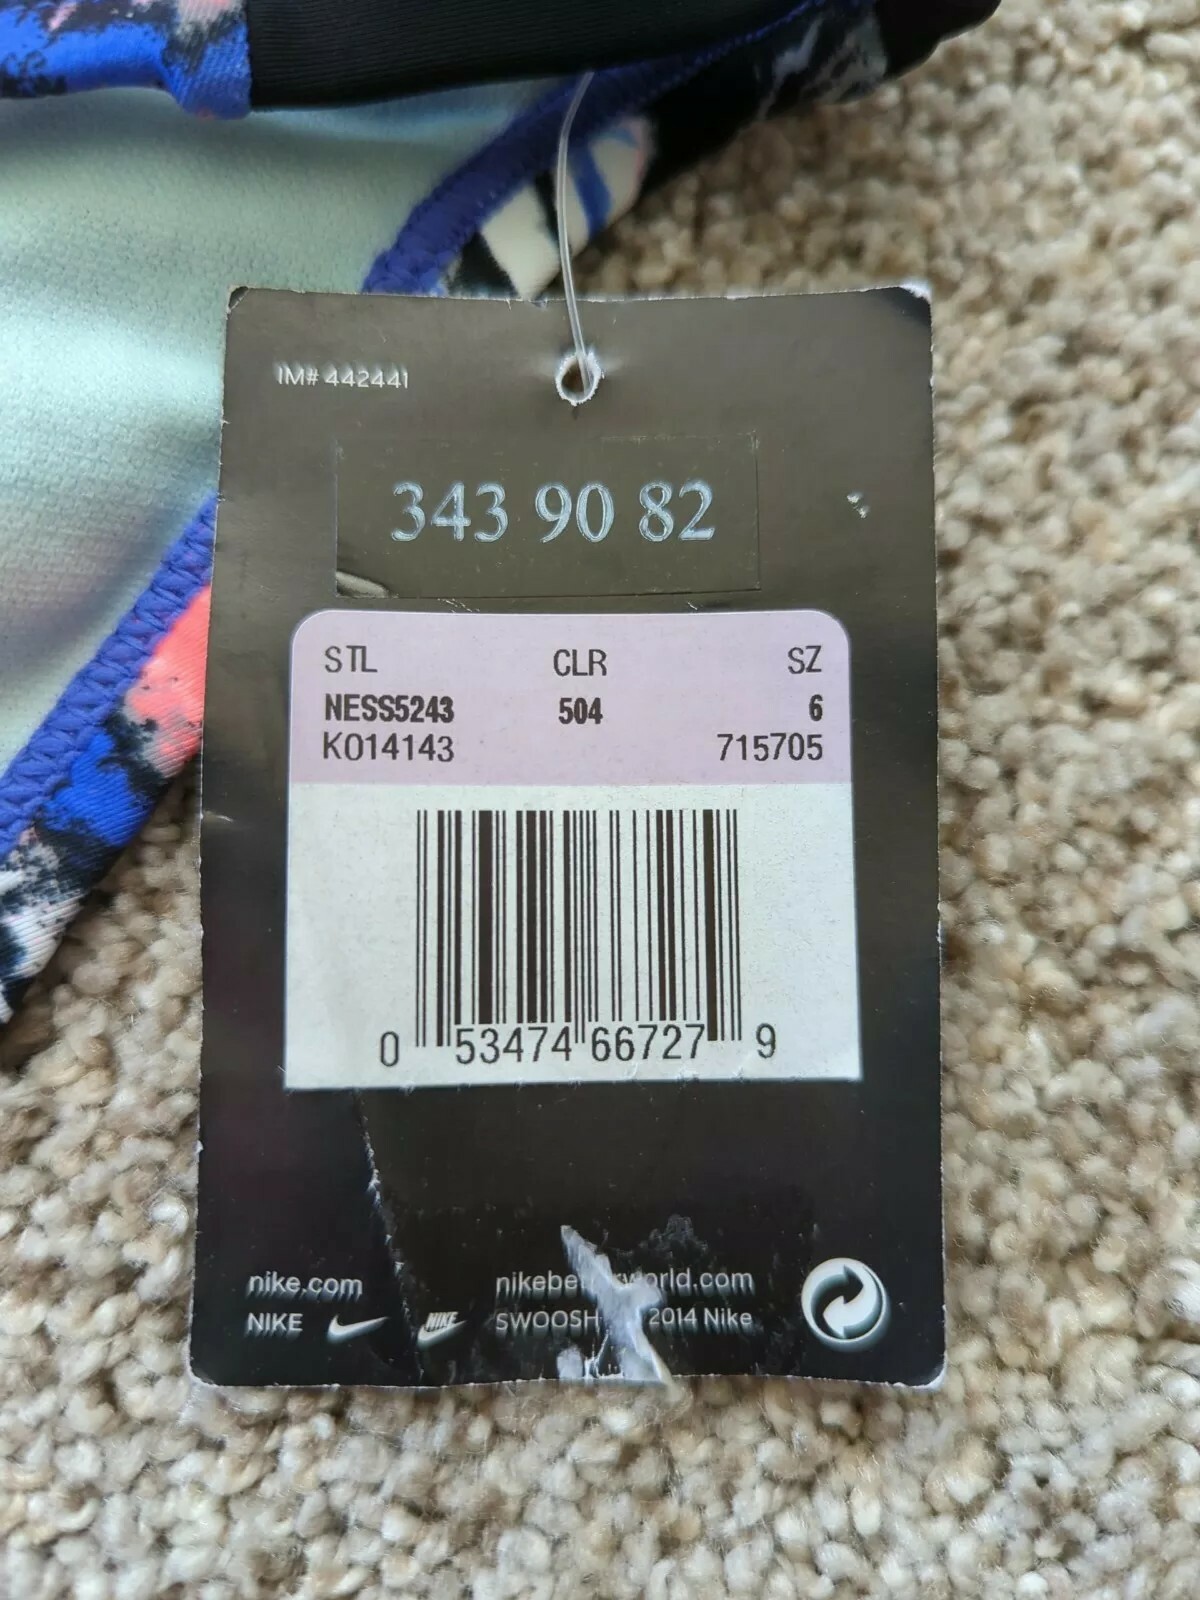 IM# 442441
343 90 82
STL CLR SZ
NESS5243 504 6
K014143 715705
0 53474 66727 9
nike.com
NIKE NIKE
SWOOSH 2014 Nike